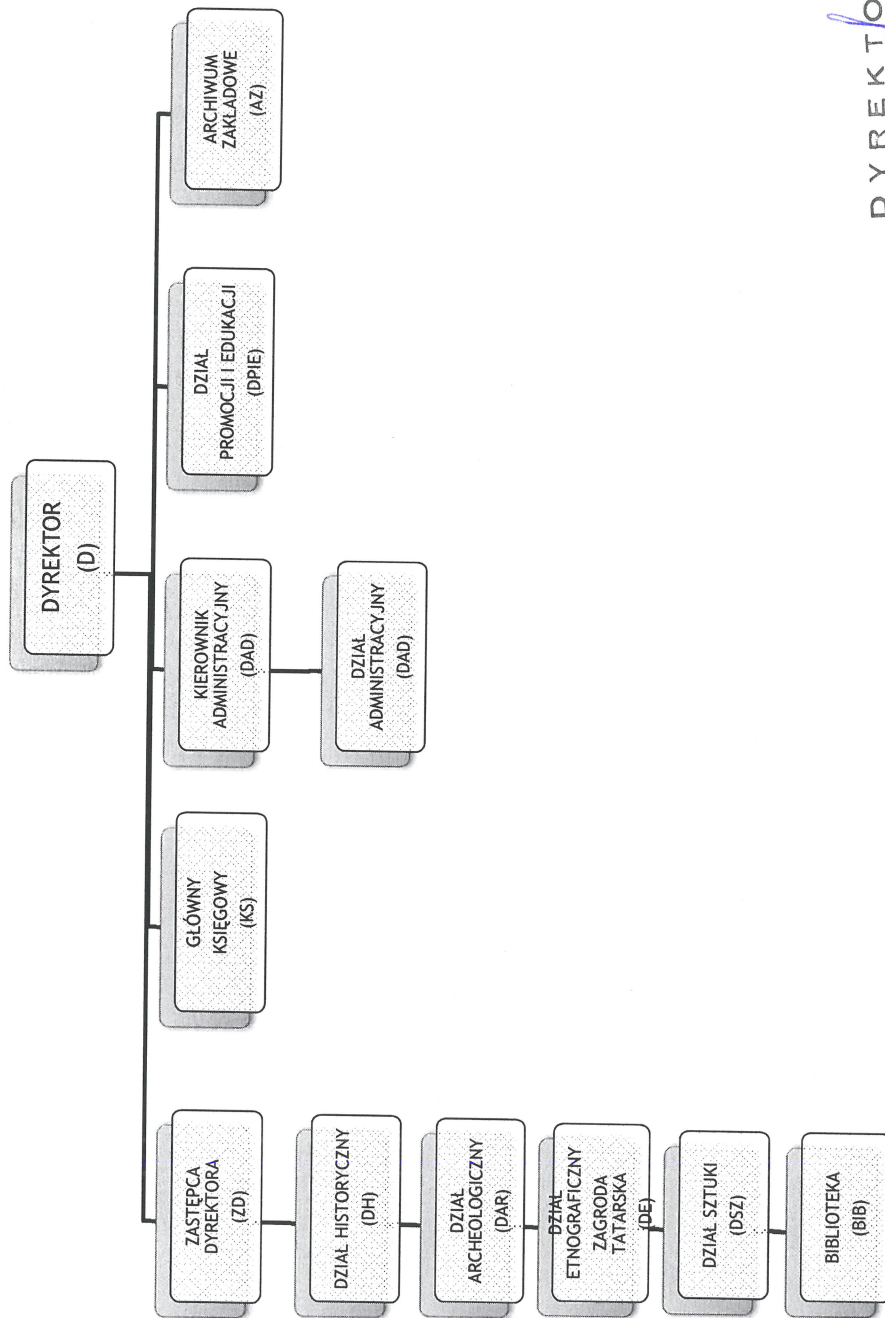 DYREKTOR
(D)
ZASTĘPCA
DYREKTORA
(ZD)
GŁÓWNY
KSIĘGOWY
(KS)
KIEROWNIK
ADMINISTRACYJNY
(DAD)
DZIAŁ
PROMOCJI I EDUKACJI
(DPIE)
ARCHIWUM
ZAKŁADOWE
(AZ)
DZIAŁ HISTORYCZNY
(DH)
DZIAŁ
ADMINISTRACYJNY
(DAD)
DZIAŁ
ARCHEOLOGICZNY
(DAR)
DZIAŁ
ETNOGRAFICZNY
ZAGRODA
TATARSKA
(DE)
DZIAŁ SZTUKI
(DSZ)
BIBLIOTEKA
(BIB)
DYREKTO